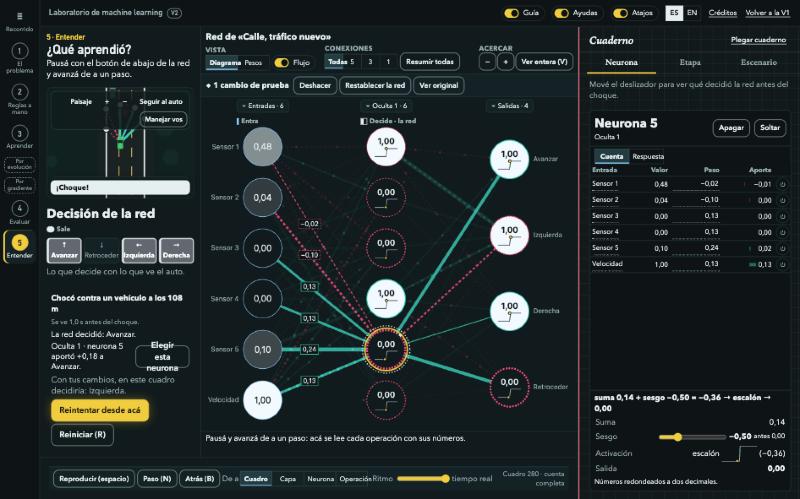 Laboratorio de machine learning V2
Guía Ayudas Atajos ES EN Créditos Volver a la V1
Recorrido
1
El problema
2
Reglas a mano
3
Aprender
Por evolución
Por gradiente
4
Evaluar
5
Entender
5 · Entender
¿Qué aprendió?
Pausá con el botón de abajo de la red
y avanzá de a un paso.
Paisaje + − Seguir al auto
Manejar vos
¡Choque!
Decisión de la red
Sale
↑ Avanzar ↓ Retroceder ← Izquierda → Derecha
Lo que decide con lo que ve el auto.
Chocó contra un vehículo a los 108
m
Se ve 1,0 s antes del choque.
La red decidió: Avanzar.
Oculta 1 · neurona 5
aportó +0,18 a
Avanzar.
Elegir esta neurona
Con tus cambios, en este cuadro
decidiría: Izquierda.
Reintentar desde acá
Reiniciar (R)
Red de «Calle, tráfico nuevo»
VISTA CONEXIONES ACERCAR
Diagrama Pesos Flujo Todas 5 3 1 Resumir todas − + Ver entera (V)
1 cambio de prueba Deshacer Restablecer la red Ver original
Entradas · 6 Oculta 1 · 6 Salidas · 4
Entra Decide · la red
Sensor 1 0,48
Sensor 2 0,04
Sensor 3 0,00
Sensor 4 0,00
Sensor 5 0,10
Velocidad 1,00
−0,02
−0,10
0,13
0,13
0,24
0,13
1,00
0,00
0,00
1,00
0,00
0,00
1,00 Avanzar
1,00 Izquierda
1,00 Derecha
0,00 Retroceder
Pausá y avanzá de a un paso: acá se lee cada operación con sus números.
Reproducir (espacio) Paso (N) Atrás (B) De a Cuadro Capa Neurona Operación Ritmo tiempo real Cuadro 280 · cuenta
completa
Cuaderno Plegar cuaderno
Neurona Etapa Escenario
Mové el deslizador para ver qué decidió la red antes del
choque.
Neurona 5
Oculta 1
Apagar Soltar
Cuenta Respuesta
Entrada Valor Peso Aporte
Sensor 1 0,48 −0,02 −0,01
Sensor 2 0,04 −0,10 0,00
Sensor 3 0,00 0,13 0,00
Sensor 4 0,00 0,13 0,00
Sensor 5 0,10 0,24 0,02
Velocidad 1,00 0,13 0,13
suma 0,14 + sesgo −0,50 = −0,36 → escalón →
0,00
Suma 0,14
Sesgo −0,50 antes 0,00
Activación escalón (−0,36)
Salida 0,00
Números redondeados a dos decimales.